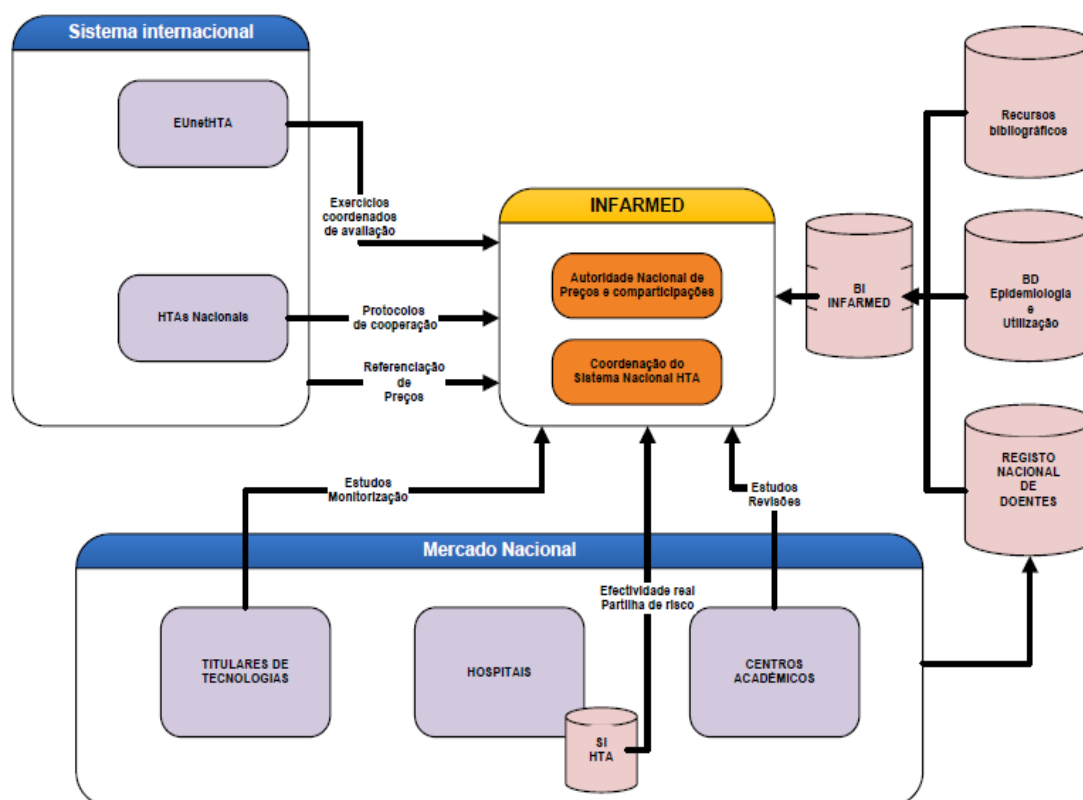 Sistema internacional
EUnetHTA
Exercícios
coordenados
de avaliação
HTAs Nacionais
Protocolos
de cooperação
Referenciação
de
Preços
INFARMED
Autoridade Nacional de
Preços e comparticipações
Coordenação do
Sistema Nacional HTA
BI
INFARMED
Recursos
bibliográficos
BD
Epidemiologia
e
Utilização
REGISTO
NACIONAL
DE
DOENTES
Estudos
Monitorização
Estudos
Revisões
Mercado Nacional
Efectividade real
Partilha de risco
TITULARES DE
TECNOLOGIAS
HOSPITAIS
SI
HTA
CENTROS
ACADÉMICOS